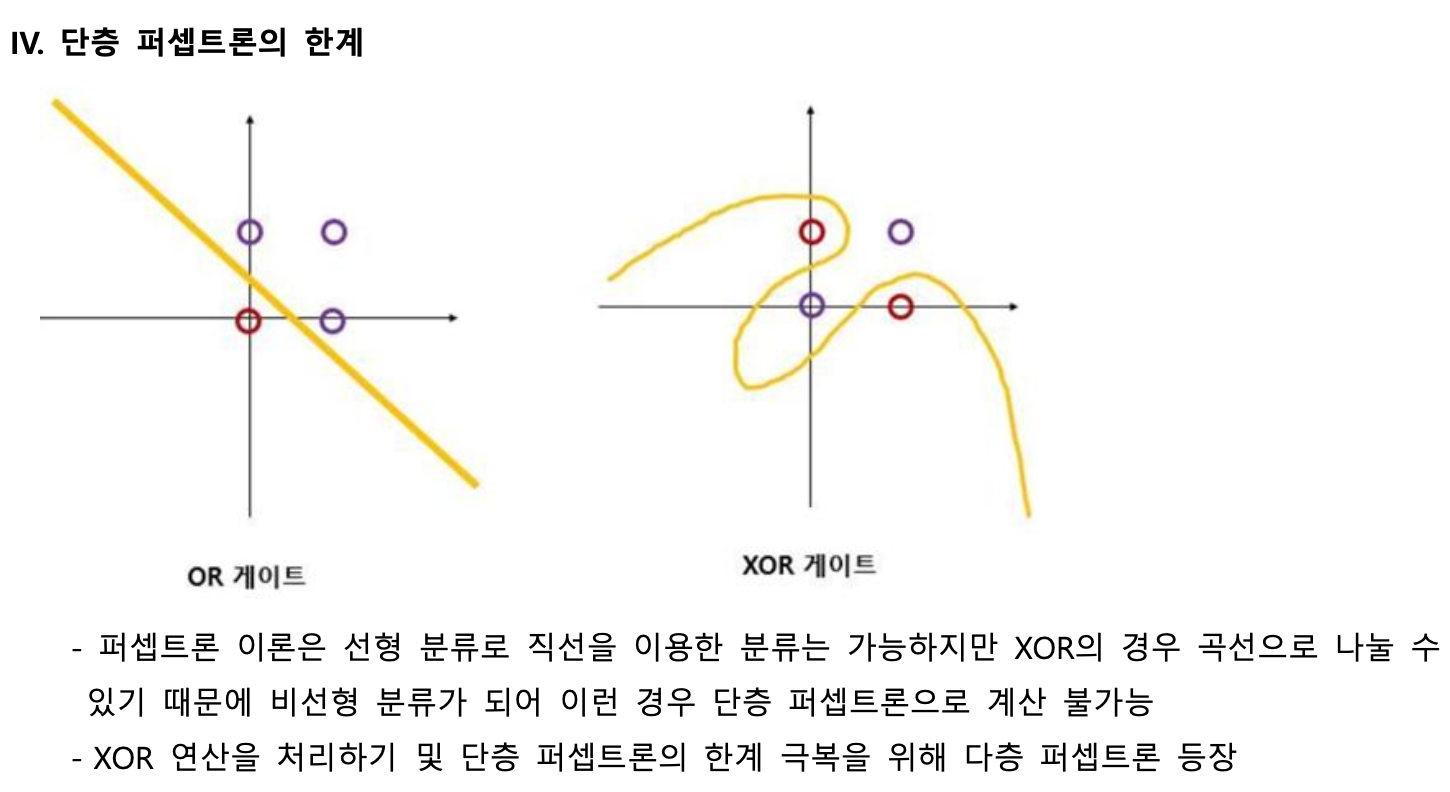 IV. 단층 퍼셉트론의 한계
OR 게이트
XOR 게이트
- 퍼셉트론 이론은 선형 분류로 직선을 이용한 분류는 가능하지만 XOR의 경우 곡선으로 나눌 수
있기 때문에 비선형 분류가 되어 이런 경우 단층 퍼셉트론으로 계산 불가능
- XOR 연산을 처리하기 및 단층 퍼셉트론의 한계 극복을 위해 다층 퍼셉트론 등장